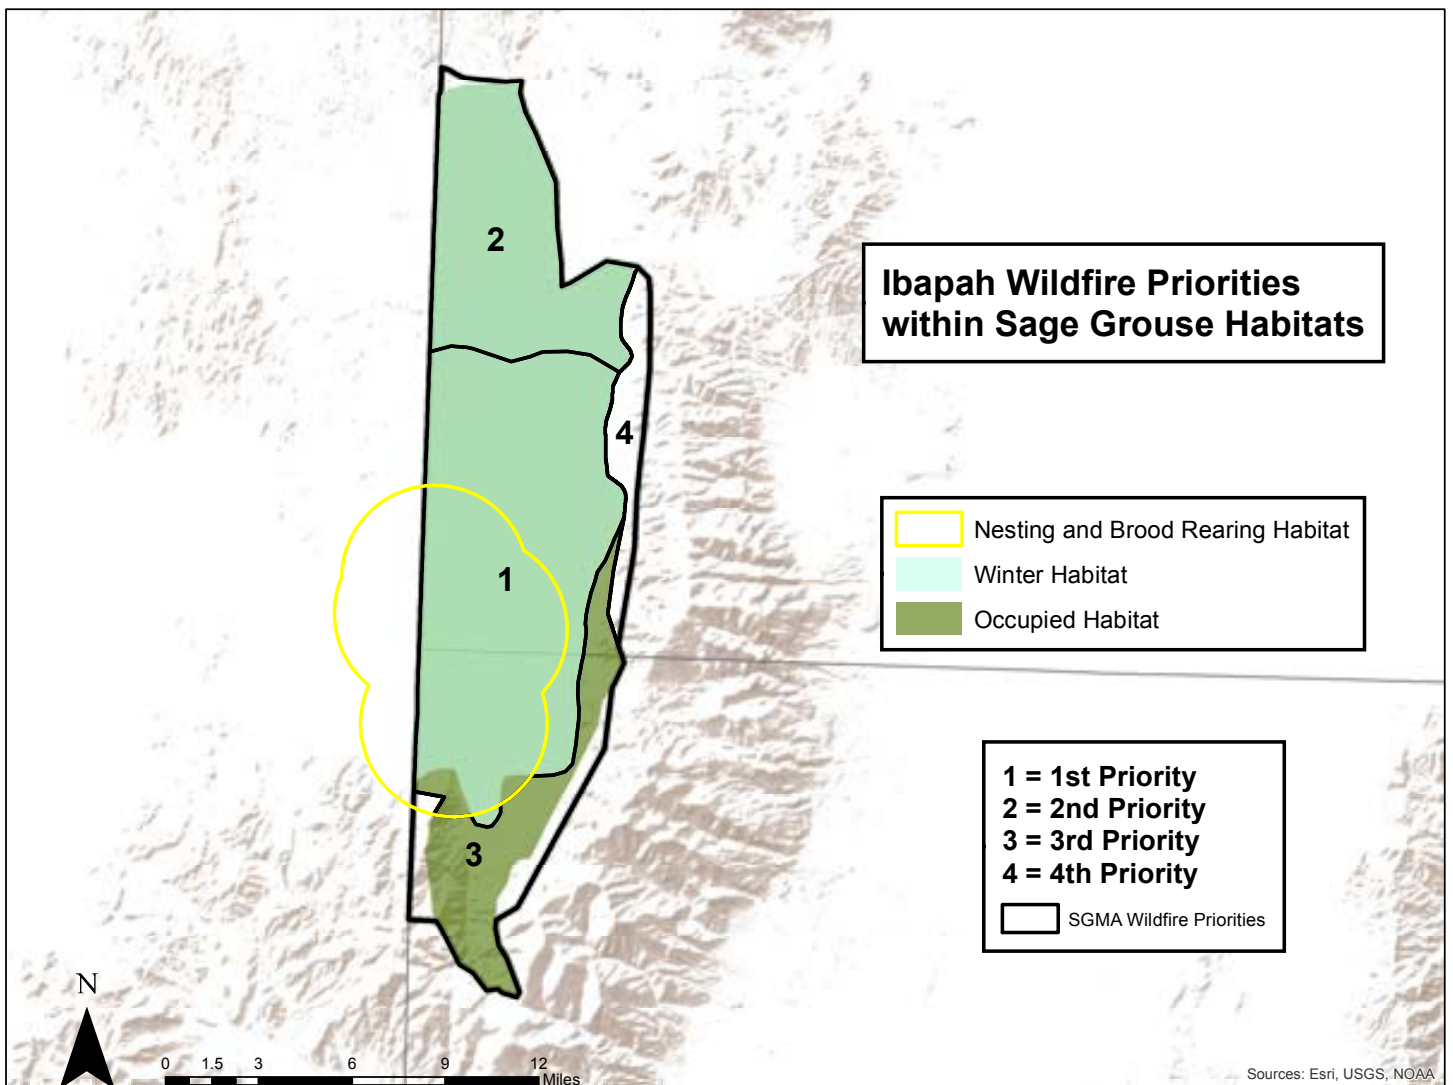 2
Ibapah Wildfire Priorities
within Sage Grouse Habitats
4
Nesting and Brood Rearing Habitat
1
Winter Habitat
Occupied Habitat
1 = 1st Priority
2 = 2nd Priority
3 = 3rd Priority
4 = 4th Priority
3
SGMA Wildfire Priorities
N
0 1.5 3 6 9 12
Miles
Sources: Esri, USGS, NOAA